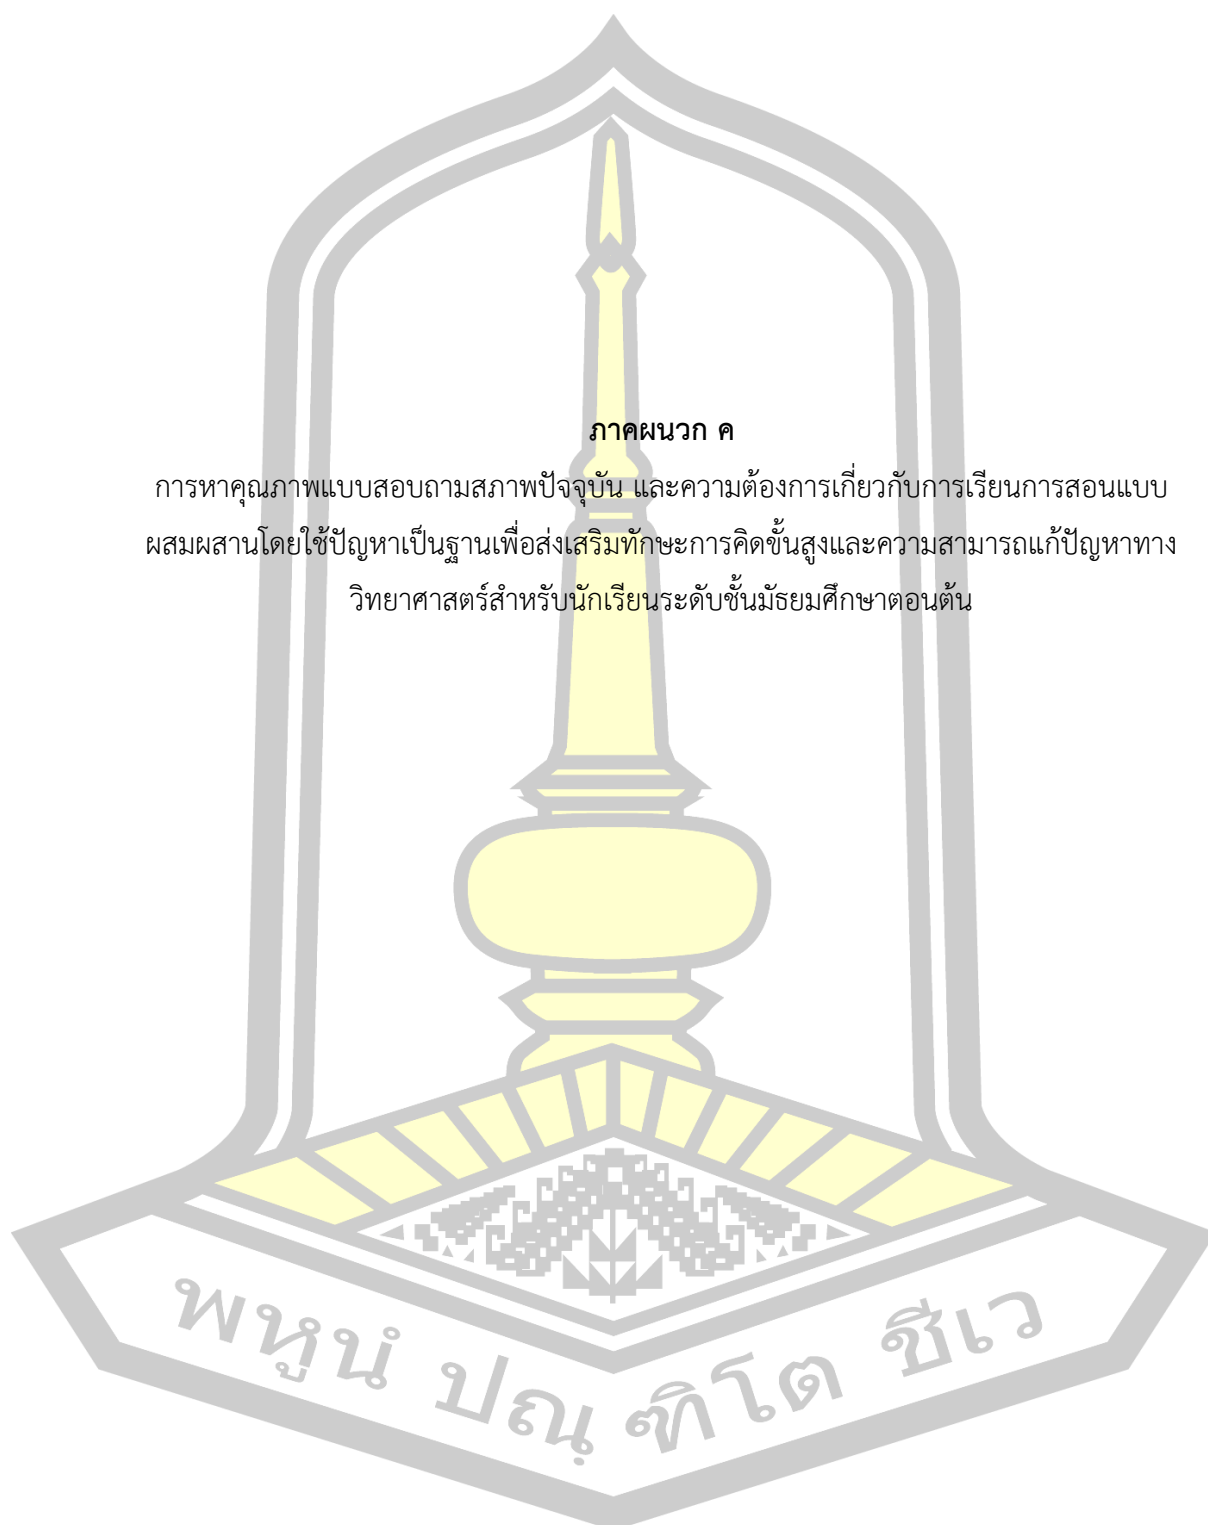 ภาคผนวก ค
การหาคุณภาพแบบสอบถามสภาพปัจจุบัน และความต้องการเกี่ยวกับการเรียนการสอนแบบ
ผสมผสานโดยใช้ปัญหาเป็นฐานเพื่อส่งเสริมทักษะการคิดขั้นสูงและความสามารถแก้ปัญหาทาง
วิทยาศาสตร์สำหรับนักเรียนระดับชั้นมัธยมศึกษาตอนต้น
พหูนํ ปณฺ ฑิโต ชีเว